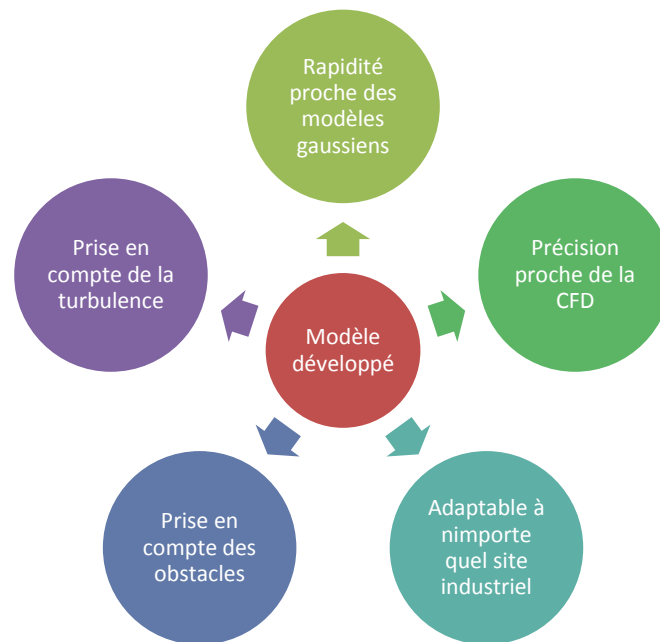 Rapidité
proche des
modèles
gaussiens
Précision
proche de la
CFD
Adaptable à
nimporte
quel site
industriel
Prise en
compte des
obstacles
Prise en
compte de la
turbulence
Modèle
développé